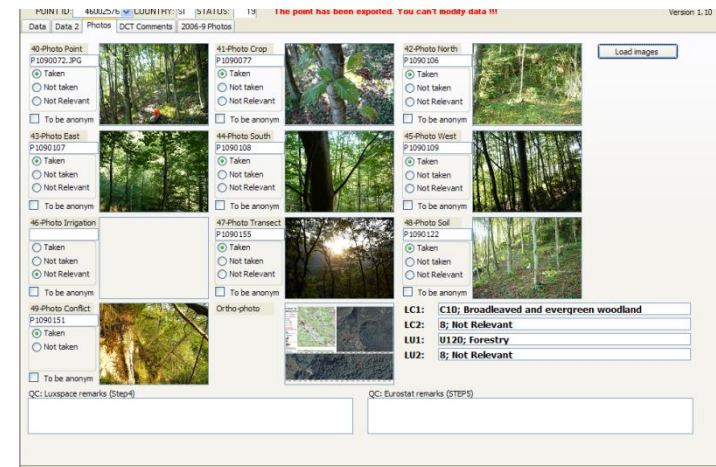 POINT ID: 46002576 COUNTRY: SI STATUS: 19 The point has been exported. You can't modify data !!! Version 1.10
Data Data 2 Photos DCT Comments 2006-9 Photos
40-Photo Point 41-Photo Crop 42-Photo North Load images
P1090072.JPG P1090077 P1090106
Taken Taken Taken
Not taken Not taken Not taken
Not Relevant Not Relevant Not Relevant
To be anonym To be anonym To be anonym
43-Photo East 44-Photo South 45-Photo West
P1090107 P1090108 P1090109
Taken Taken Taken
Not taken Not taken Not taken
Not Relevant Not Relevant Not Relevant
To be anonym To be anonym To be anonym
46-Photo Irrigation 47-Photo Transect 48-Photo Soil
P1090155 P1090122
Taken Taken Taken
Not taken Not taken Not taken
Not Relevant Not Relevant Not Relevant
To be anonym To be anonym To be anonym
49-Photo Conflict Ortho-photo LC1: C10; Broadleaved and evergreen woodland
P1090151 LC2: 8; Not Relevant
Taken LU1: U120; Forestry
Not taken LU2: 8; Not Relevant
To be anonym
QC: Luxspace remarks (Step4) QC: Eurostat remarks (STEP5)